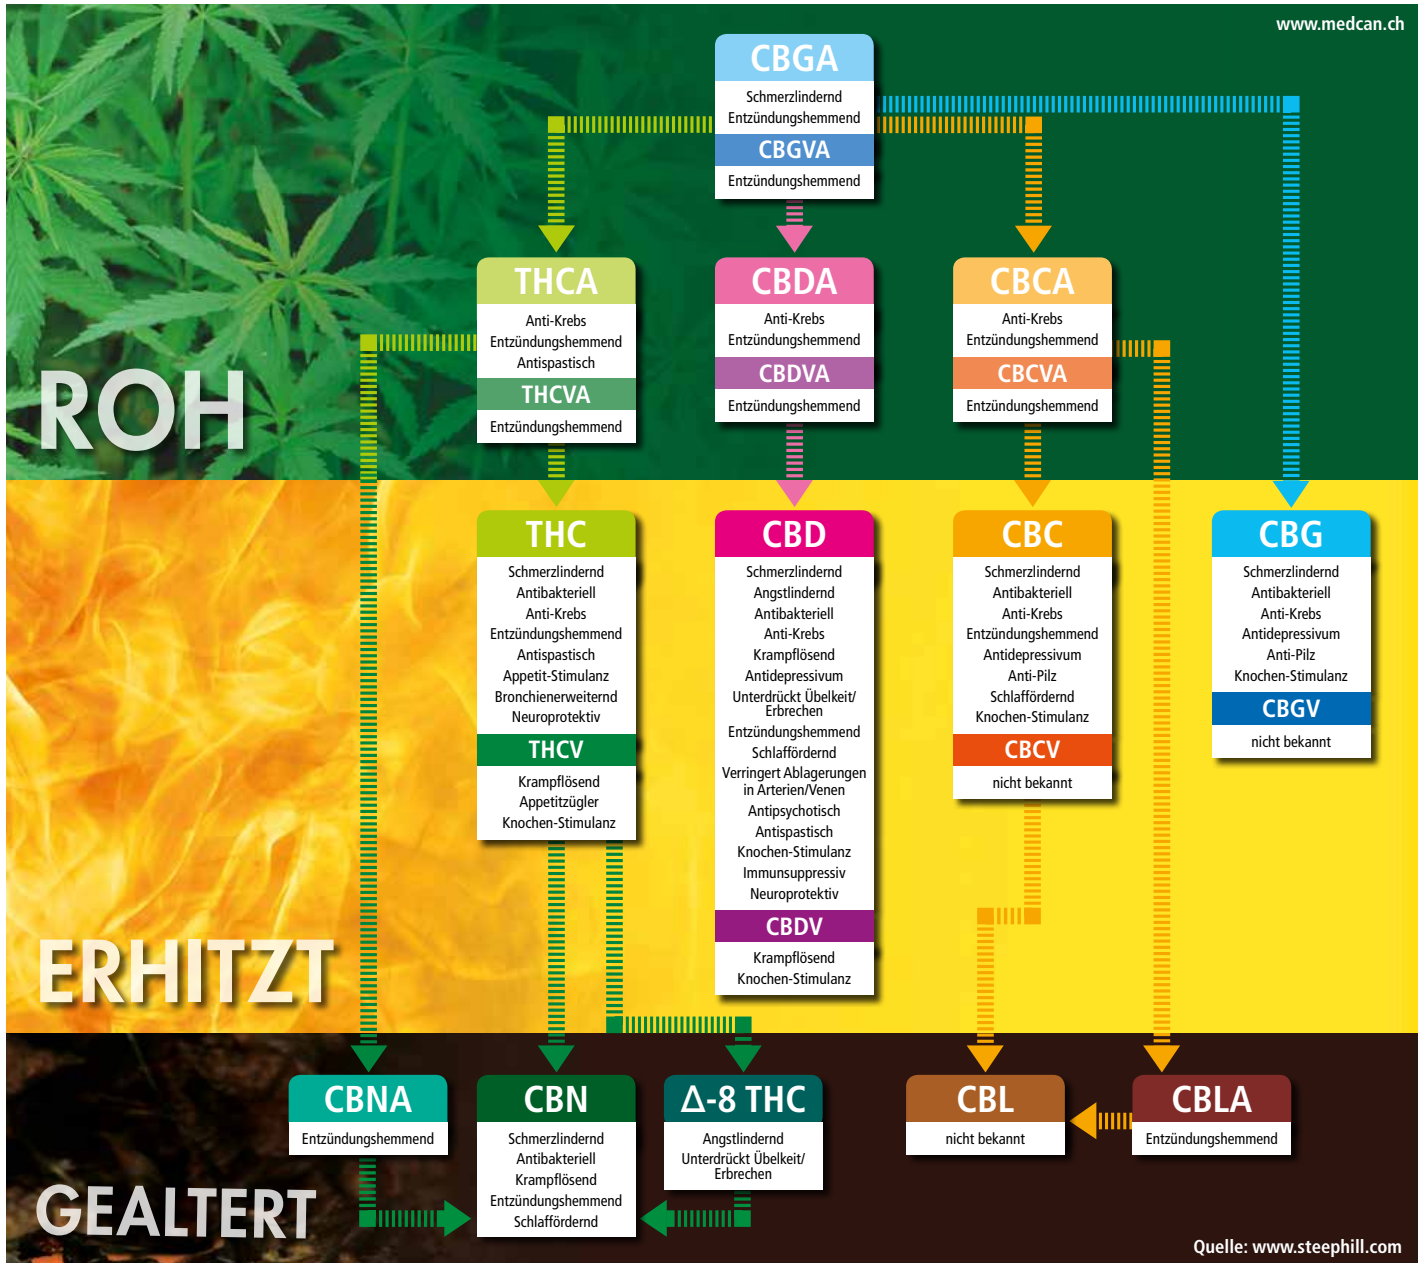 www.medcan.ch
CBGA
Schmerzlindernd
Entzündungshemmend
CBGVA
Entzündungshemmend
THCA
Anti-Krebs
Entzündungshemmend
Antispastisch
THCVA
Entzündungshemmend
CBDA
Anti-Krebs
Entzündungshemmend
CBDVA
Entzündungshemmend
CBCA
Anti-Krebs
Entzündungshemmend
CBCVA
Entzündungshemmend
ROH
THC
Schmerzlindernd
Antibakteriell
Anti-Krebs
Entzündungshemmend
Antispastisch
Appetit-Stimulanz
Bronchienerweiternd
Neuroprotektiv
THCV
Krampflösend
Appetitzügler
Knochen-Stimulanz
CBD
Schmerzlindernd
Angstlindernd
Antibakteriell
Anti-Krebs
Krampflösend
Antidepressivum
Unterdrückt Übelkeit/
Erbrechen
Entzündungshemmend
Schlaffördernd
Verringert Ablagerungen
in Arterien/Venen
Antipsychotisch
Antispastisch
Knochen-Stimulanz
Immunsuppressiv
Neuroprotektiv
CBDV
Krampflösend
Knochen-Stimulanz
CBC
Schmerzlindernd
Antibakteriell
Anti-Krebs
Entzündungshemmend
Antidepressivum
Anti-Pilz
Schlaffördernd
Knochen-Stimulanz
CBCV
nicht bekannt
CBG
Schmerzlindernd
Antibakteriell
Anti-Krebs
Antidepressivum
Anti-Pilz
Knochen-Stimulanz
CBGV
nicht bekannt
ERHITZT
CBNA
Entzündungshemmend
CBN
Schmerzlindernd
Antibakteriell
Krampflösend
Entzündungshemmend
Schlaffördernd
Δ-8 THC
Angstlindernd
Unterdrückt Übelkeit/
Erbrechen
CBL
nicht bekannt
CBLA
Entzündungshemmend
GEALTERT
Quelle: www.steephill.com